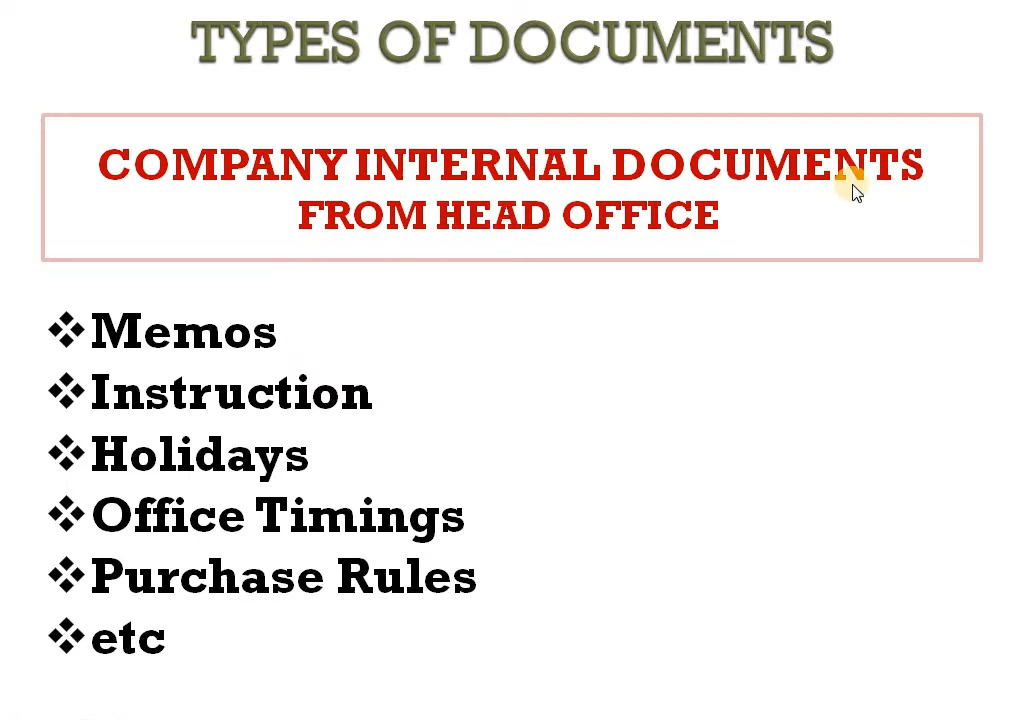 TYPES OF DOCUMENTS
COMPANY INTERNAL DOCUMENTS
FROM HEAD OFFICE
❖Memos
❖Instruction
❖Holidays
❖Office Timings
❖Purchase Rules
❖etc